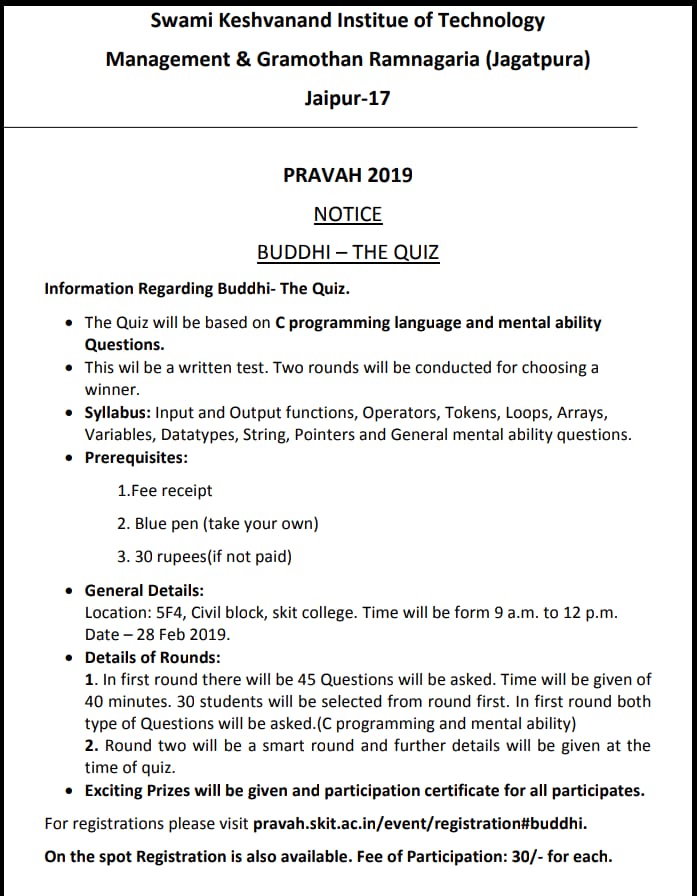 Swami Keshvanand Institue of Technology
Management & Gramothan Ramnagaria (Jagatpura)
Jaipur-17
PRAVAH 2019
NOTICE
BUDDHI – THE QUIZ
Information Regarding Buddhi- The Quiz.
• The Quiz will be based on C programming language and mental ability
Questions.
• This wil be a written test. Two rounds will be conducted for choosing a
winner.
• Syllabus: Input and Output functions, Operators, Tokens, Loops, Arrays,
Variables, Datatypes, String, Pointers and General mental ability questions.
• Prerequisites:
1.Fee receipt
2. Blue pen (take your own)
3. 30 rupees(if not paid)
• General Details:
Location: 5F4, Civil block, skit college. Time will be form 9 a.m. to 12 p.m.
Date – 28 Feb 2019.
• Details of Rounds:
1. In first round there will be 45 Questions will be asked. Time will be given of
40 minutes. 30 students will be selected from round first. In first round both
type of Questions will be asked.(C programming and mental ability)
2. Round two will be a smart round and further details will be given at the
time of quiz.
• Exciting Prizes will be given and participation certificate for all participates.
For registrations please visit pravah.skit.ac.in/event/registration#buddhi.
On the spot Registration is also available. Fee of Participation: 30/- for each.